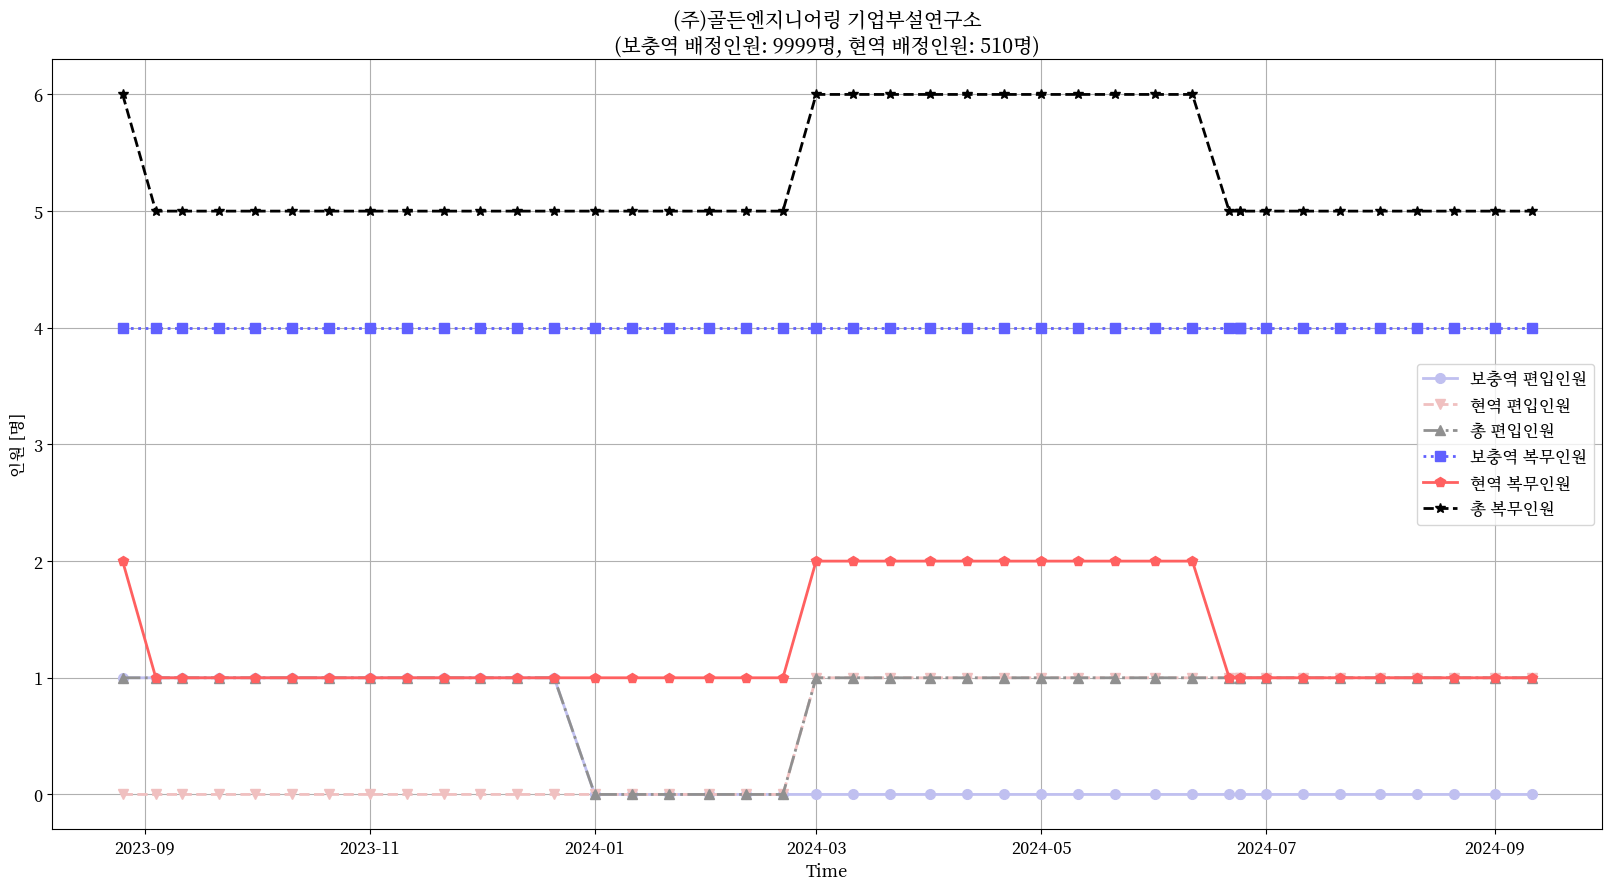 (주)골든엔지니어링 기업부설연구소
(보충역 배정인원: 9999명, 현역 배정인원: 510명)
6
5
4
3
2
1
0
인원 [명]
보충역 편입인원
현역 편입인원
총 편입인원
보충역 복무인원
현역 복무인원
총 복무인원
2023-09
2023-11
2024-01
2024-03
2024-05
2024-07
2024-09
Time